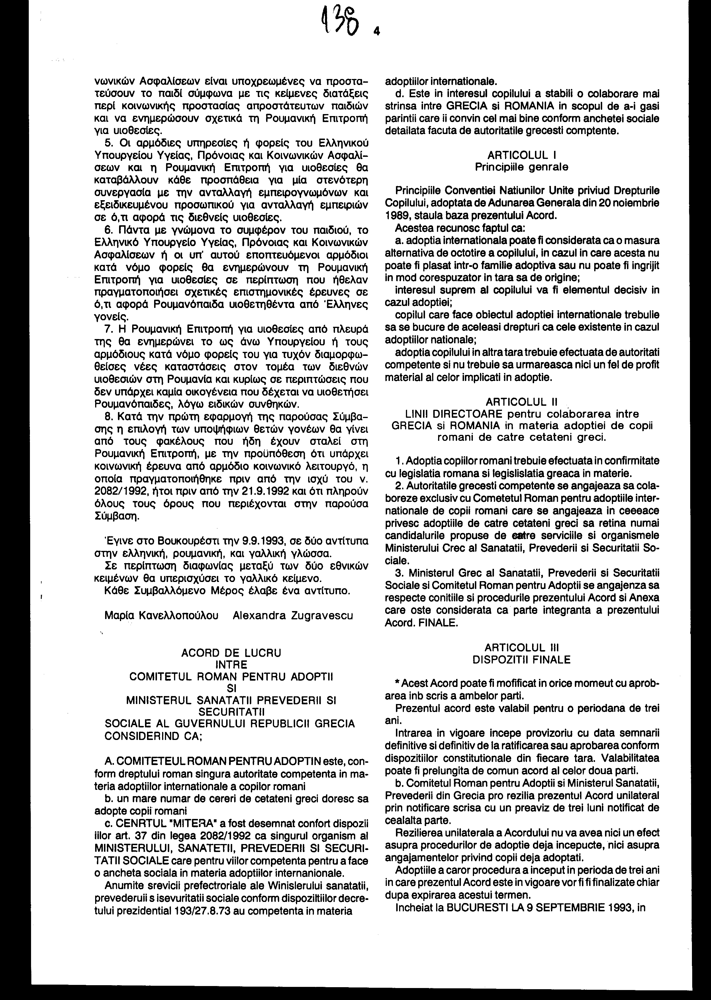 138 4
νωνικών Ασφαλίσεων είναι υποχρεωμένες να προστα-
τεύσουν το παιδί σύμφωνα με τις κείμενες διατάξεις
περί κοινωνικής προστασίας απροστάτευτων παιδιών
και να ενημερώσουν σχετικά τη Ρουμανική Επιτροπή
για υιοθεσίες.
5. Οι αρμόδιες υπηρεσίες ή φορείς του Ελληνικού
Υπουργείου Υγείας, Πρόνοιας και Κοινωνικών Ασφαλί-
σεων και η Ρουμανική Επιτροπή για υιοθεσίες θα
καταβάλλουν κάθε προσπάθεια για μία στενότερη
συνεργασία με την ανταλλαγή εμπειρογνωμόνων και
εξειδικευμένου προσωπικού για ανταλλαγή εμπειριών
σε ό,τι αφορά τις διεθνείς υιοθεσίες.
6. Πάντα με γνώμονα το συμφέρον του παιδιού, το
Ελληνικό Υπουργείο Υγείας, Πρόνοιας και Κοινωνικών
Ασφαλίσεων ή οι υπ' αυτού εποπτευόμενοι αρμόδιοι
κατά νόμο φορείς θα ενημερώνουν τη Ρουμανική
Επιτροπή για υιοθεσίες σε περίπτωση που ήθελαν
πραγματοποιήσει σχετικές επιστημονικές έρευνες σε
ό,τι αφορά Ρουμανόπαιδα υιοθετηθέντα από Έλληνες
γονείς.
7. Η Ρουμανική Επιτροπή για υιοθεσίες από πλευρά
της θα ενημερώνει το ως άνω Υπουργείου ή τους
αρμόδιους κατά νόμο φορείς του για τυχόν διαμορφω-
θείσες νέες καταστάσεις στον τομέα των διεθνών
υιοθεσιών στη Ρουμανία και κυρίως σε περιπτώσεις που
δεν υπάρχει καμία οικογένεια που δέχεται να υιοθετήσει
Ρουμανόπαιδες, λόγω ειδικών συνθηκών.
8. Κατά την πρώτη εφαρμογή της παρούσας Σύμβα-
σης η επιλογή των υποψήφιων θετών γονέων θα γίνει
από τους φακέλους που ήδη έχουν σταλεί στη
Ρουμανική Επιτροπή, με την προϋπόθεση ότι υπάρχει
κοινωνική έρευνα από αρμόδιο κοινωνικό λειτουργό, η
οποία πραγματοποιήθηκε πριν από την ισχύ του ν.
2082/1992, ήτοι πριν από την 21.9.1992 και ότι πληρούν
όλους τους όρους που περιέχονται στην παρούσα
Σύμβαση.
Έγινε στο Βουκουρέστι την 9.9.1993, σε δύο αντίτυπα
στην ελληνική, ρουμανική, και γαλλική γλώσσα.
Σε περίπτωση διαφωνίας μεταξύ των δύο εθνικών
κειμένων θα υπερισχύσει το γαλλικό κείμενο.
Κάθε Συμβαλλόμενο Μέρος έλαβε ένα αντίτυπο.
Μαρία Κανελλοπούλου Alexandra Zugravescu
ACORD DE LUCRU
INTRE
COMITETUL ROMAN PENTRU ADOPTII
SI
MINISTERUL SANATATII PREVEDERII SI
SECURITATII
SOCIALE AL GUVERNULUI REPUBLICII GRECIA
CONSIDERIND CA;
A. COMITETEUL ROMAN PENTRU ADOPTIN este, con-
form dreptului roman singura autoritate competenta in ma-
teria adoptiilor internationale a copilor romani
b. un mare numar de cereri de cetateni greci doresc sa
adopte copii romani
c. CENRTUL "MITERA" a fost desemnat confort dispozii
iilor art. 37 din legea 2082/1992 ca singurul organism al
MINISTERULUI, SANATETII, PREVEDERII SI SECURI-
TATII SOCIALE care pentru viilor competenta pentru a face
o ancheta sociala in materia adoptiilor internanionale.
Anumite srevicii prefectroriale ale Winislerului sanatatii,
prevederuii s isevuritatii sociale conform dispoziltiilor decre-
tului prezidential 193/27.8.73 au competenta in materia
adoptiilor internationale.
d. Este in interesul copilului a stabili o colaborare mai
strinsa intre GRECIA si ROMANIA in scopul de a-i gasi
parintii care ii convin cel mai bine conform anchetei sociale
detailata facuta de autoritatile grecesti comptente.
ARTICOLUL I
Principiile genrale
Principiile Conventiei Natiunilor Unite priviud Drepturile
Copilului, adoptata de Adunarea Generala din 20 noiembrie
1989, staula baza prezentului Acord.
Acestea recunosc faptul ca:
a. adoptia internationala poate fi considerata ca o masura
alternativa de octotire a copilului, in cazul in care acesta nu
poate fi plasat intr-o familie adoptiva sau nu poate fi ingrijit
in mod corespuzator in tara sa de origine;
interesul suprem al copilului va fi elementul decisiv in
cazul adoptiei;
copilul care face obiectul adoptiei internationale trebulie
sa se bucure de aceleasi drepturi ca cele existente in cazul
adoptiilor nationale;
adoptia copilului in altra tara trebuie efectuata de autoritati
competente si nu trebuie sa urmareasca nici un fel de profit
material al celor implicati in adoptie.
ARTICOLUL II
LINII DIRECTOARE pentru colaborarea intre
GRECIA si ROMANIA in materia adoptiei de copii
romani de catre cetateni greci.
1. Adoptia copiilor romani trebuie efectuata in confirmitate
cu legislatia romana si legislislatia greaca in materie.
2. Autoritatile grecesti competente se angajeaza sa cola-
boreze exclusiv cu Cometetul Roman pentru adoptiile inter-
nationale de copii romani care se angajeaza in ceeeace
privesc adoptiile de catre cetateni greci sa retina numai
candidalurile propuse de catre serviciile si organismele
Ministerului Crec al Sanatatii, Prevederii si Securitatii So-
ciale.
3. Ministerul Grec al Sanatatii, Prevederii si Securitatii
Sociale si Comitetul Roman pentru Adoptii se angajenza sa
respecte conitiile si procedurile prezentului Acord si Anexa
care oste considerata ca parte integranta a prezentului
Acord. FINALE.
ARTICOLUL III
DISPOZITII FINALE
* Acest Acord poate fi mofificat in orice momeut cu aprob-
area inb scris a ambelor parti.
Prezentul acord este valabil pentru o periodana de trei
ani.
Intrarea in vigoare incepe provizoriu cu data semnarii
definitive si definitiv de la ratificarea sau aprobarea conform
dispozitiilor constitutionale din fiecare tara. Valabilitatea
poate fi prelungita de comun acord al celor doua parti.
b. Comitetul Roman pentru Adoptii si Ministerul Sanatatii,
Prevederii din Grecia pro rezilia prezentul Acord unilateral
prin notificare scrisa cu un preaviz de trei luni notificat de
cealalta parte.
Rezilierea unilaterala a Acordului nu va avea nici un efect
asupra procedurilor de adoptie deja incepucte, nici asupra
angajamentelor privind copii deja adoptati.
Adoptiile a caror procedura a inceput in perioda de trei ani
in care prezentul Acord este in vigoare vor fi fi finalizate chiar
dupa expirarea acestui termen.
Incheiat la BUCURESTI LA 9 SEPTEMBRIE 1993, in